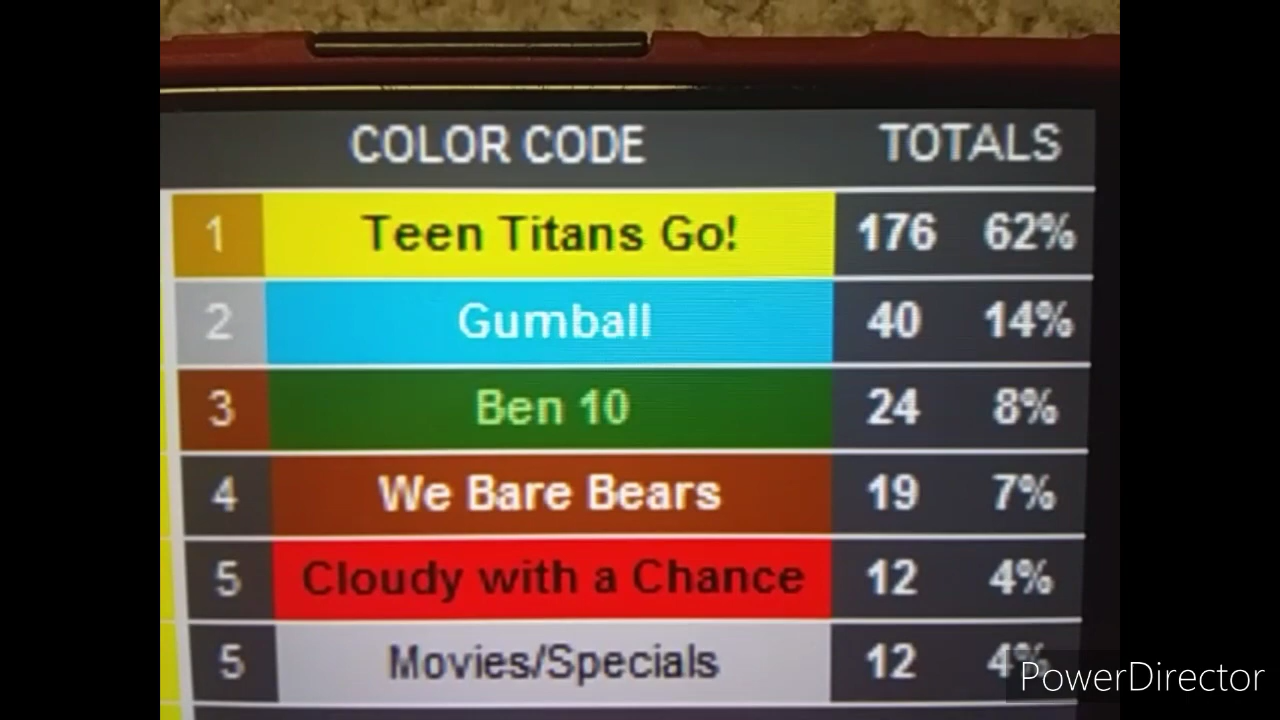 COLOR CODE TOTALS
1 Teen Titans Go! 176 62%
2 Gumball 40 14%
3 Ben 10 24 8%
4 We Bare Bears 19 7%
5 Cloudy with a Chance 12 4%
5 Movies/Specials 12 4%
PowerDirector